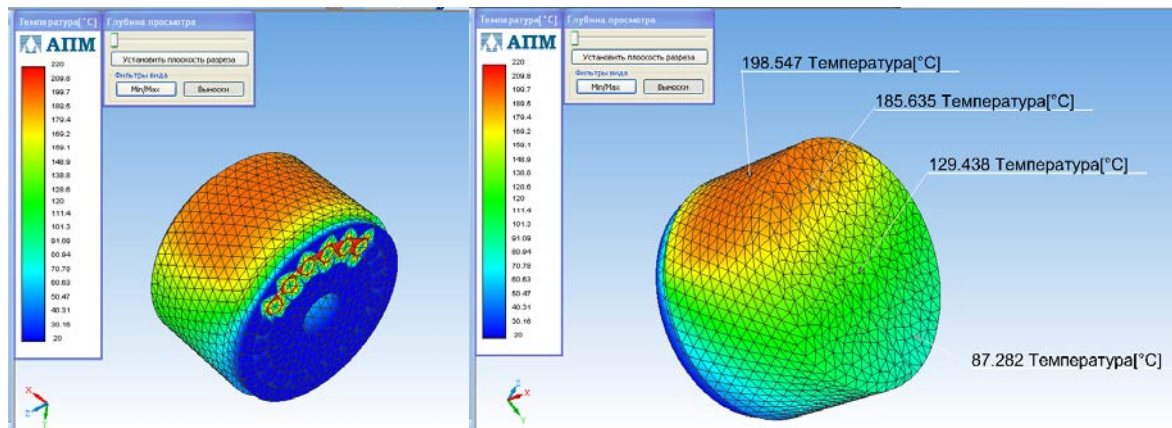 Температура[°C]
АПМ
220
209.8
199.7
189.5
179.4
169.2
159.1
148.9
138.8
128.6
120
111.4
101.3
91.09
80.94
70.78
60.63
50.47
40.31
30.16
20
Глубина просмотра
Установить плоскость разреза
Фильтры вида
Min/Max
Выноски
X
Z
Y
Температура[°C]
АПМ
220
209.8
199.7
189.5
179.4
169.2
159.1
148.9
138.8
128.6
120
111.4
101.3
91.09
80.94
70.78
60.63
50.47
40.31
30.16
20
Глубина просмотра
Установить плоскость разреза
Фильтры вида
Min/Max
Выноски
198.547 Температура[°C]
185.635 Температура[°C]
129.438 Температура[°C]
87.282 Температура[°C]
Z
X
Y